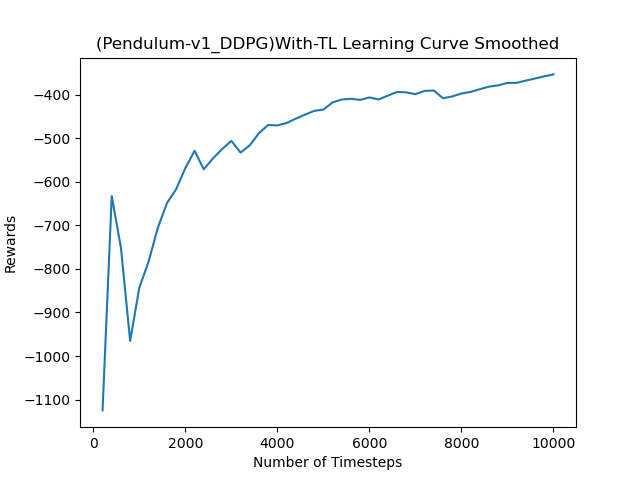 (Pendulum-v1_DDPG)With-TL Learning Curve Smoothed
−400
−500
−600
−700
−800
−900
−1000
−1100
Rewards
0 2000 4000 6000 8000 10000
Number of Timesteps